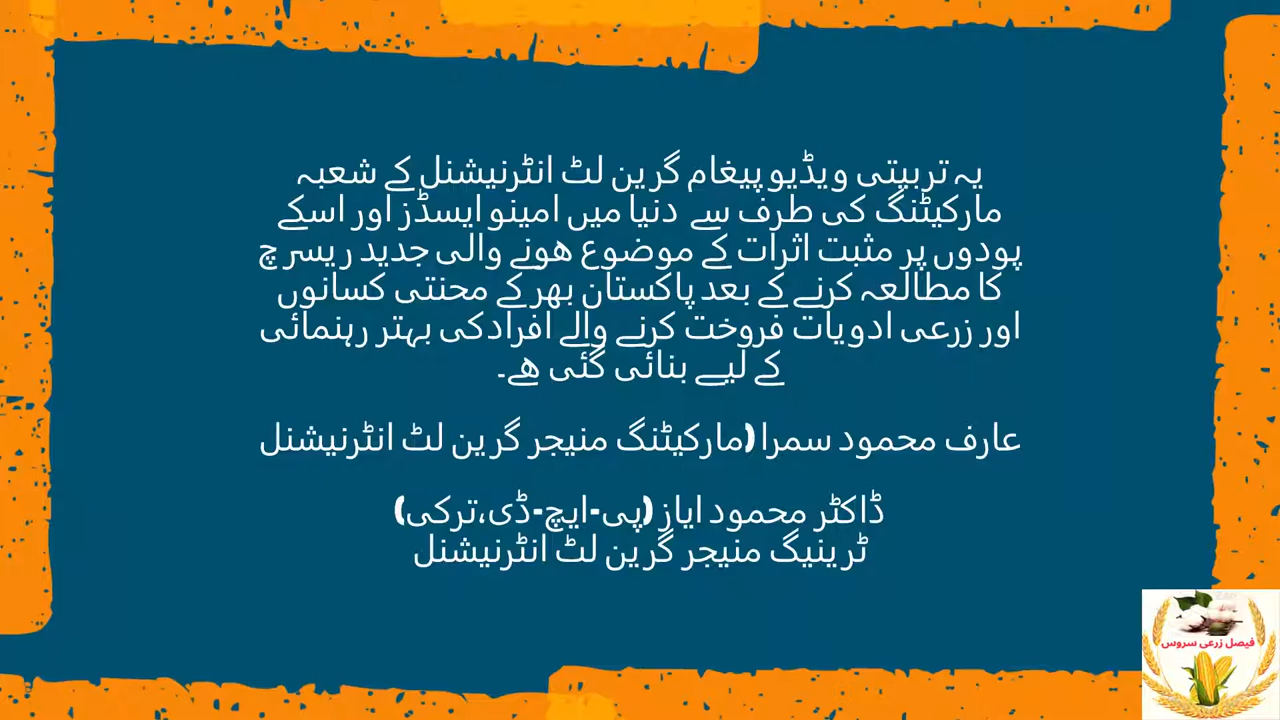 یہ تربیتی ویڈیو پیغام گرین لٹ انٹرنیشنل کے شعبہ
مارکیٹنگ کی طرف سے دنیا میں امینو ایسڈز اور اسکے
پودوں پر مثبت اثرات کے موضوع ھونے والی جدید ریسرچ
کا مطالعہ کرنے کے بعد پاکستان بھر کے محنتی کسانوں
اور زرعی ادویات فروخت کرنے والے افرادکی بہتر رہنمائی
کے لیے بنائی گئی ھے۔
عارف محمود سمرا (مارکیٹنگ منیجر گرین لٹ انٹرنیشنل
ڈاکٹر محمود ایاز (پی-ایچ-ڈی،ترکی)
ٹرینیگ منیجر گرین لٹ انٹرنیشنل
فیصل زرعی سروس